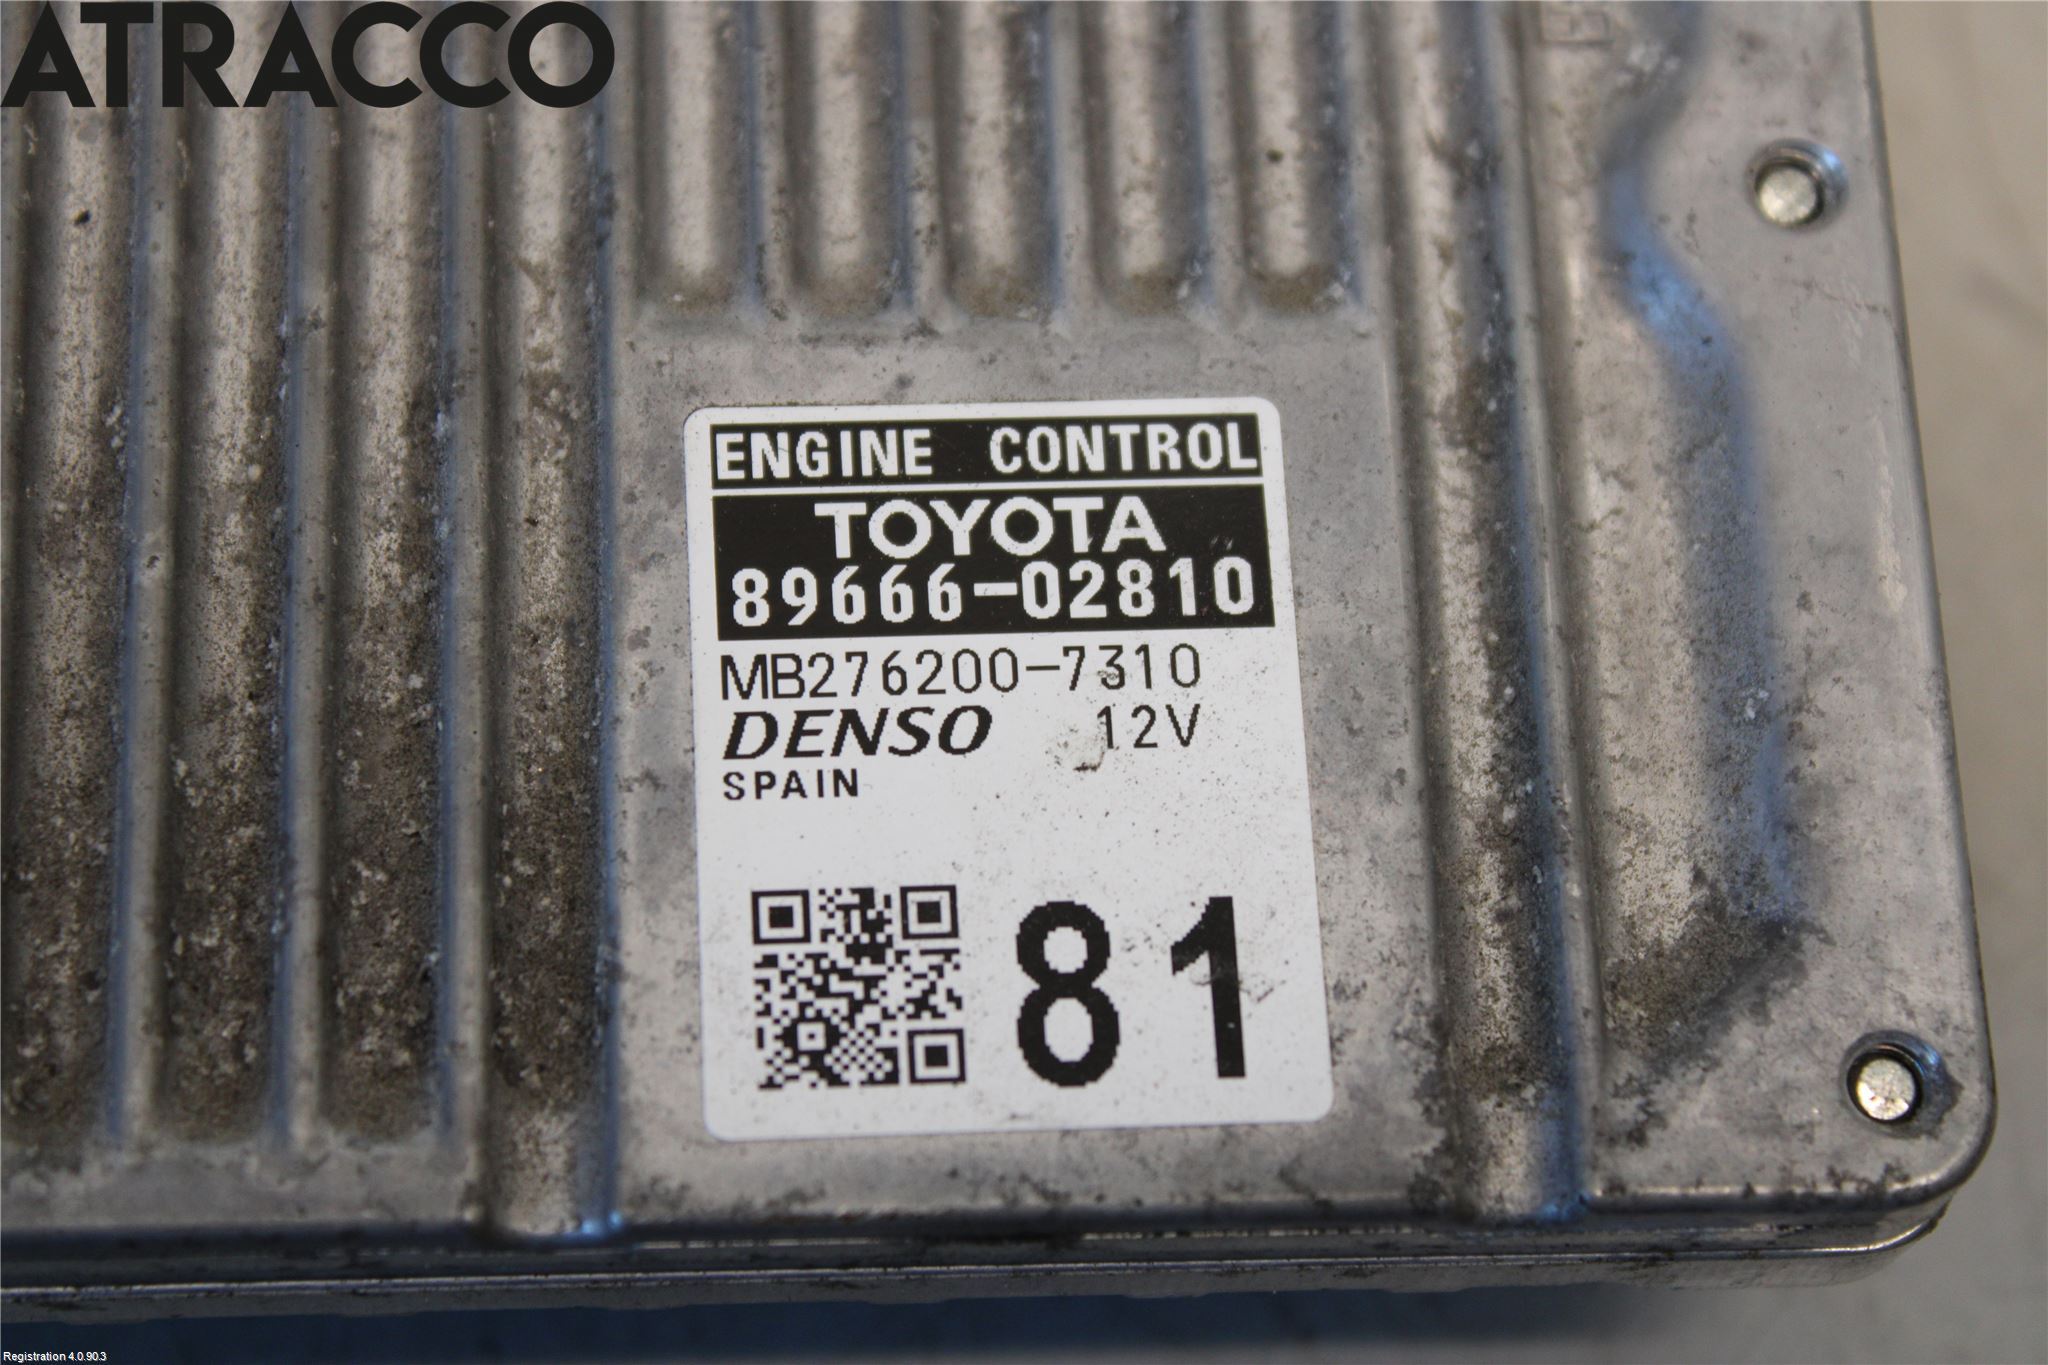 ATRACCO
ENGINE CONTROL
TOYOTA
89666-02810
MB276200-7310
DENSO 12V
SPAIN
81
Registration 4.0.90.3